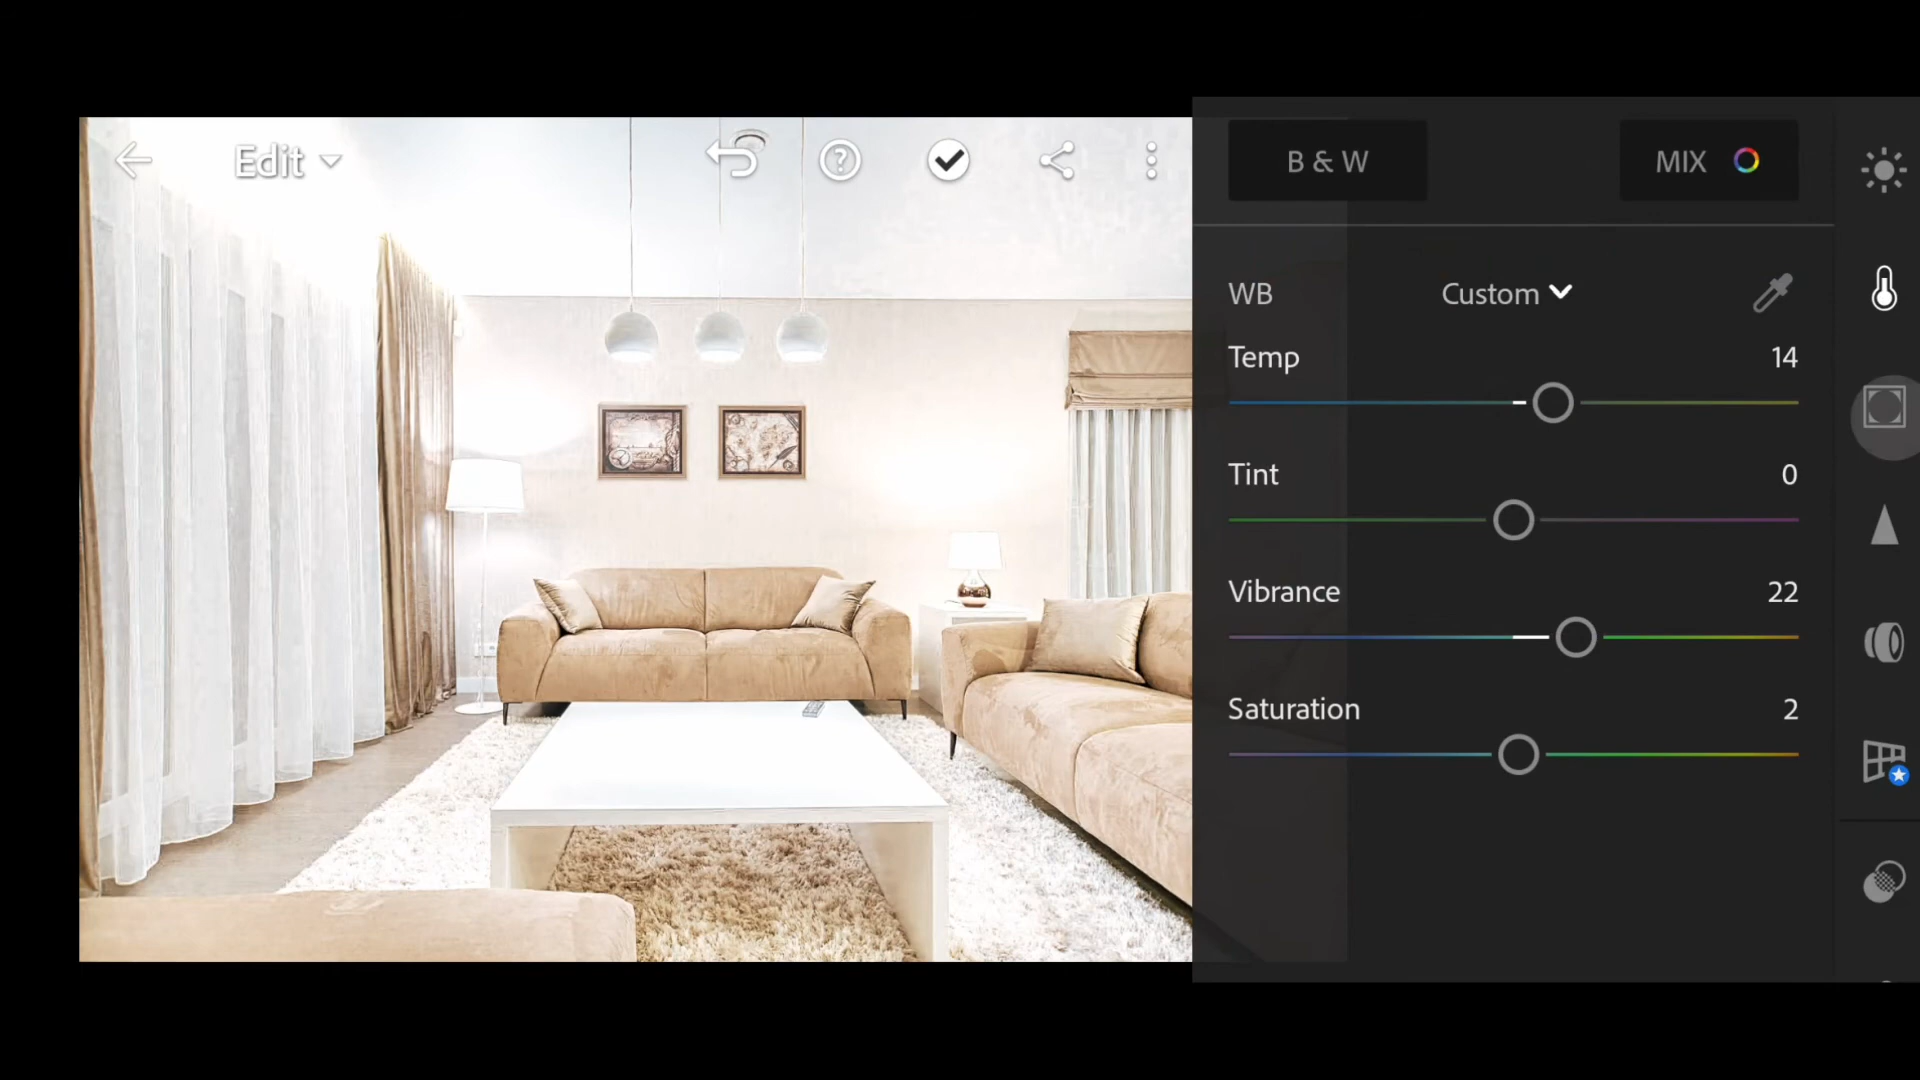 Edit
B & W
MIX
WB
Custom
Temp
14
Tint
0
Vibrance
22
Saturation
2